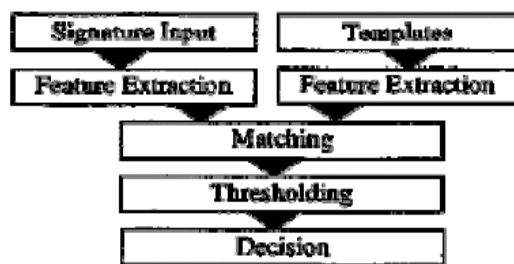 Signature Input
Templates
Feature Extraction
Feature Extraction
Matching
Thresholding
Decision